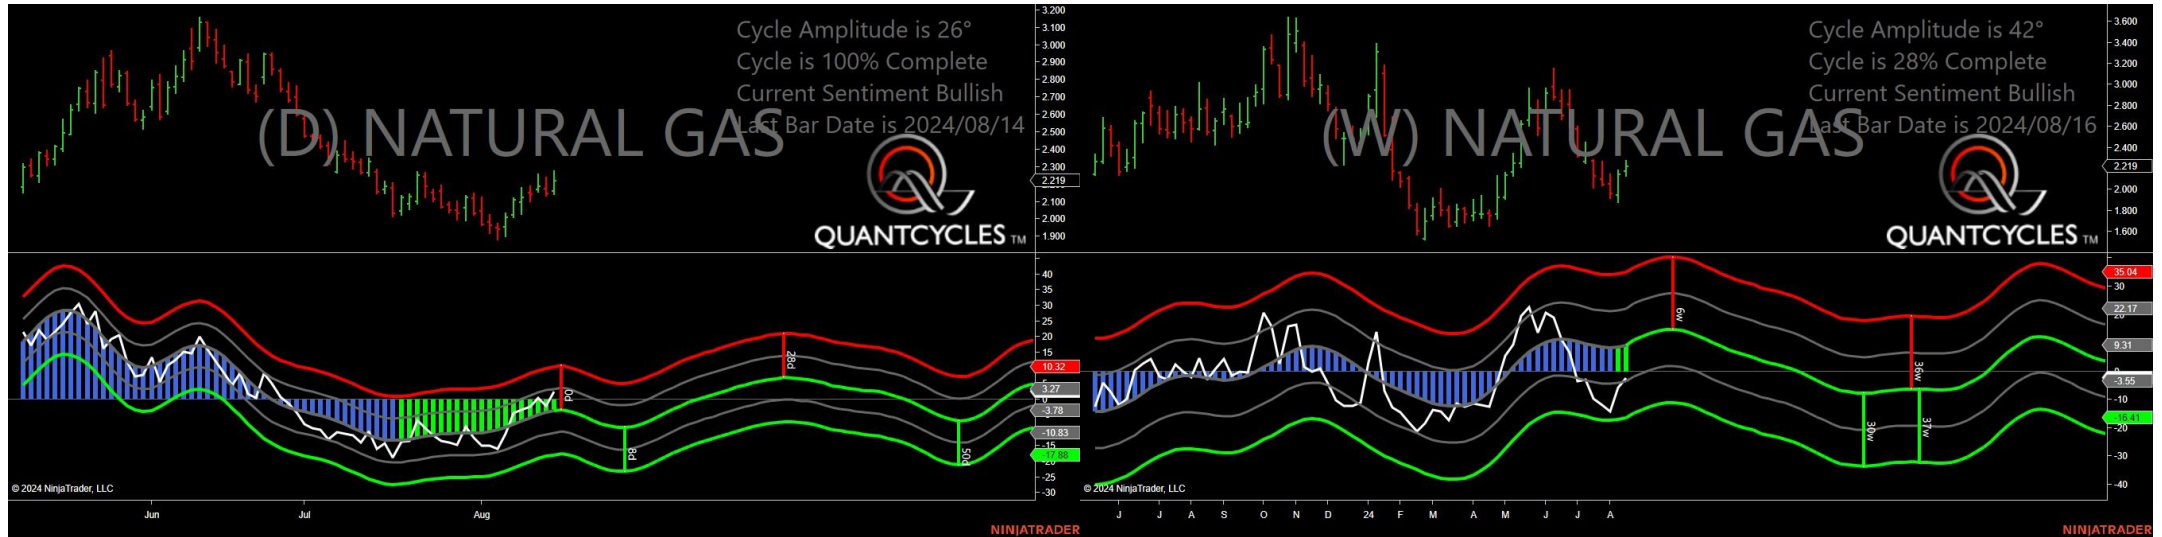 Cycle Amplitude is 26°
Cycle is 100% Complete
Current Sentiment Bullish
Last Bar Date is 2024/08/14
(D) NATURAL GAS
QUANTCYCLES TM
3.200
3.100
3.000
2.900
2.800
2.700
2.600
2.500
2.400
2.300
2.219
2.100
2.000
1.900
40
35
30
25
20
15
10.32
3.27
0
-3.78
-10.83
-15
-17.88
-25
-30
0d
8d
28d
50d
© 2024 NinjaTrader, LLC
Jun
Jul
Aug
NINJATRADER
Cycle Amplitude is 42°
Cycle is 28% Complete
Current Sentiment Bullish
Last Bar Date is 2024/08/16
(W) NATURAL GAS
QUANTCYCLES TM
3.600
3.400
3.200
3.000
2.800
2.600
2.400
2.219
2.000
1.800
1.600
35.04
30
22.17
9.31
-3.55
-10
-16.41
-20
-30
-40
6w
36w
30w
37w
© 2024 NinjaTrader, LLC
J
J
A
S
O
N
D
24
F
M
A
M
J
J
A
NINJATRADER